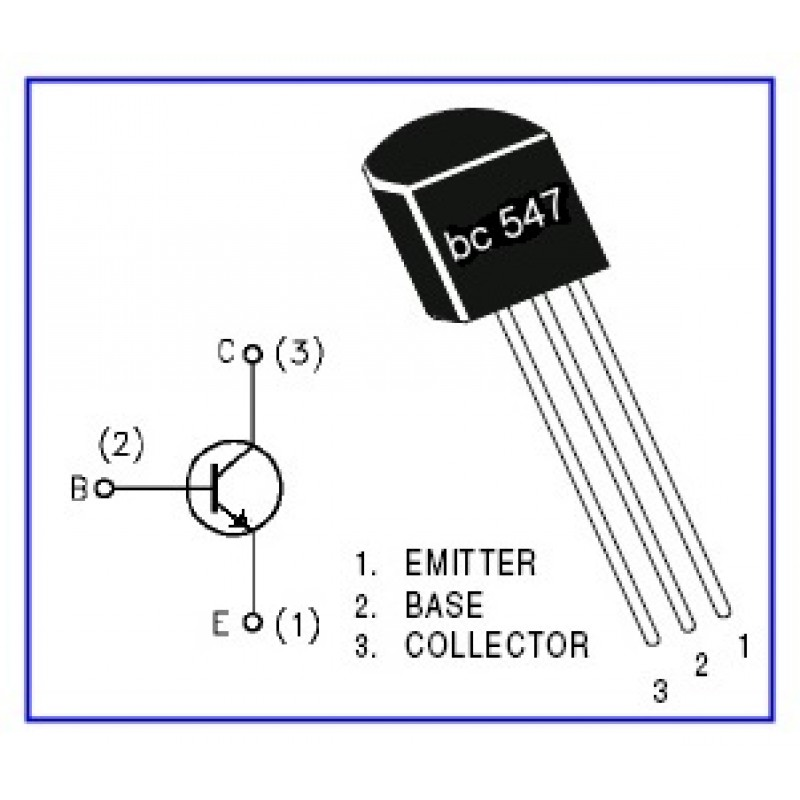 bc 547
C (3)
(2)
B
E (1)
1. EMITTER
2. BASE
3. COLLECTOR
1
2
3